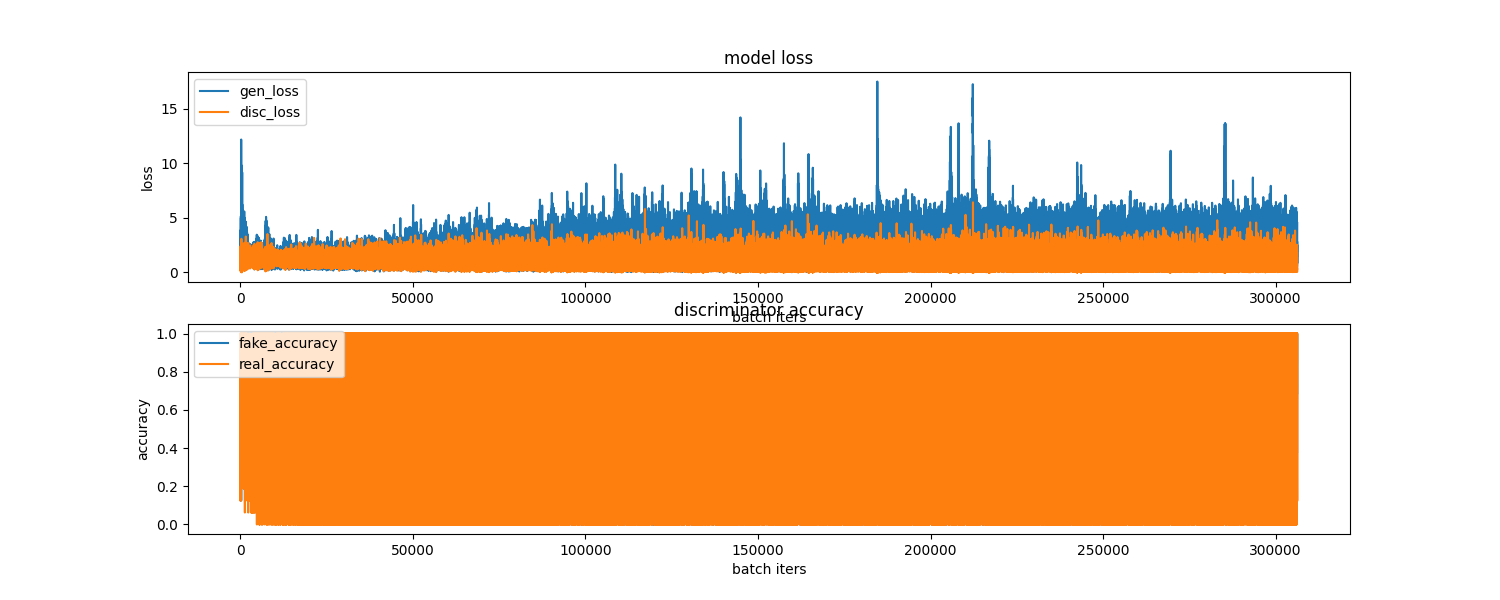 model loss
gen_loss
disc_loss
15
10
5
0
loss
0 50000 100000 150000 200000 250000 300000
batch iters
discriminator accuracy
fake_accuracy
real_accuracy
1.0
0.8
0.6
0.4
0.2
0.0
accuracy
0 50000 100000 150000 200000 250000 300000
batch iters